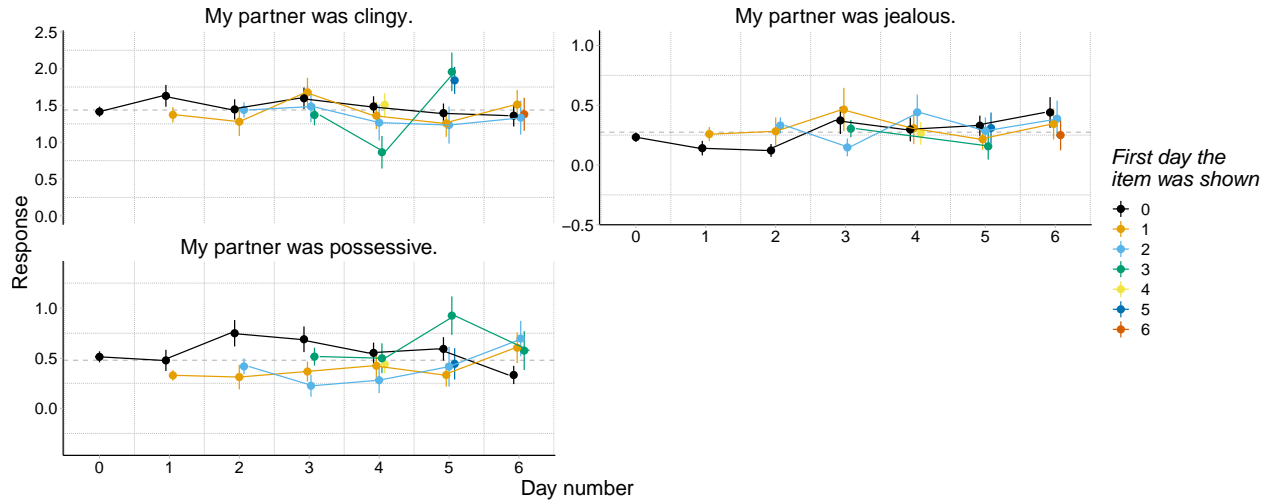 My partner was clingy.
2.5
2.0
1.5
1.0
0.5
0.0
My partner was jealous.
1.0
0.5
0.0
−0.5
0 1 2 3 4 5 6
My partner was possessive.
1.0
0.5
0.0
0 1 2 3 4 5 6
Response
Day number
First day the
item was shown
0
1
2
3
4
5
6